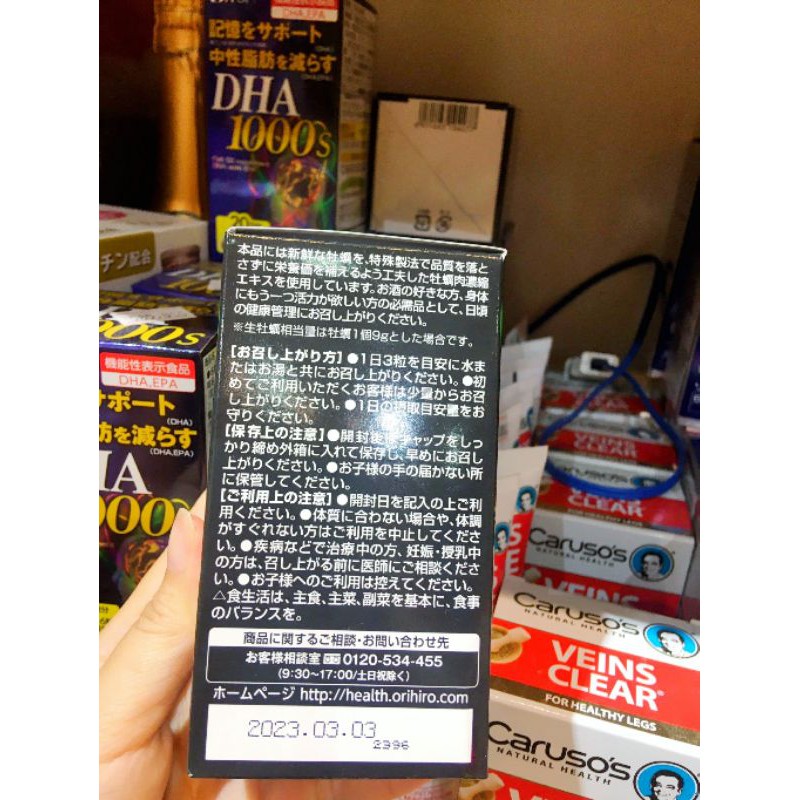 DHA,EPA
記憶をサポート
(DHA)
中性脂肪を減らす
(DHA,EPA)
DHA
1000's
20
チン配合
000's
機能性表示食品
DHA,EPA
サポート
(DHA)
肪を減らす
(DHA,EPA)
HA
000's
本品には新鮮な牡蠣を、特殊製法で品質を落と
さずに栄養価を補えるよう工夫した牡蠣肉濃縮
エキスを使用しています。お酒の好きな方、身体
にもう一つ活力が欲しい方の必需品として、日頃
の健康管理にお召し上がりください。
※生牡蠣相当量は牡蠣1個9gとした場合です。
【お召し上がり方】●1日3粒を目安に水ま
たはお湯と共にお召し上がりください。●初
めてご利用いただくお客様は少量からお召
し上がりください。●1日の摂取目安量をお
守りください。
【保存上の注意】●開封後はキャップをしっ
かり締め外箱に入れて保存し、早めにお召し
上がりください。●お子様の手の届かない所
に保管してください。
【ご利用上の注意】●開封日を記入の上ご利
用ください。●体質に合わない場合や、体調
がすぐれない方はご利用を中止してくださ
い。●疾病などで治療中の方、妊娠・授乳中
の方は、召し上がる前に医師にご相談くださ
い。●お子様へのご利用は控えてください。
△食生活は、主食、主菜、副菜を基本に、食事
のバランスを。
商品に関するご相談・お問い合わせ先
お客様相談室 0120-534-455
(9:30〜17:00/土日祝除く)
ホームページ http://health.orihiro.com
2023.03.03
2396
VEINS
CLEAR
CLEAR
Caruso's
NATURAL HEALTH
VEINS
Caruso's
NATURAL HEALTH
VEINS
CLEAR
FOR HEALTHY LEGS
Caruso's
NATURAL HEALTH